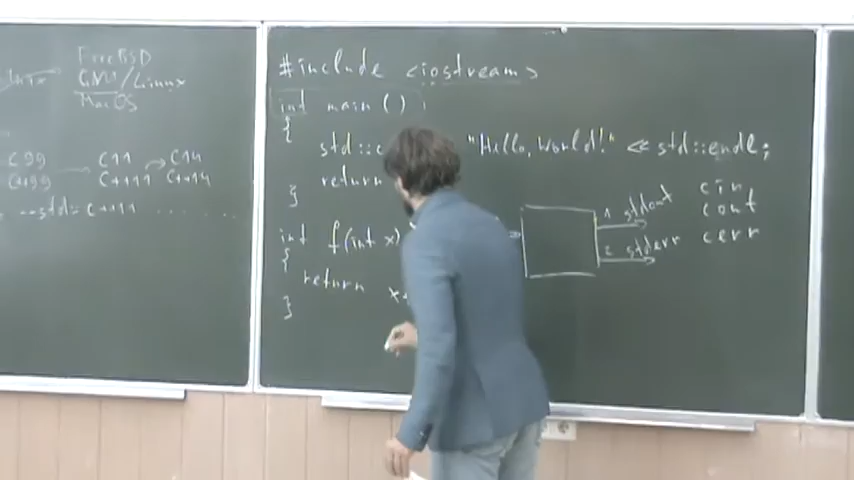 FreeBSD
GNU/Linux
MacOS
C99 C11 C14
C++99 C++11 C++14
--std=c++11 . . . . . . .
#include <iostream>
int main ()
{
std::c "Hello, World!" << std::endl;
return
}
int f(int x)
{
return x+
}
1 stdout
2 stderr
cin
cout
cerr